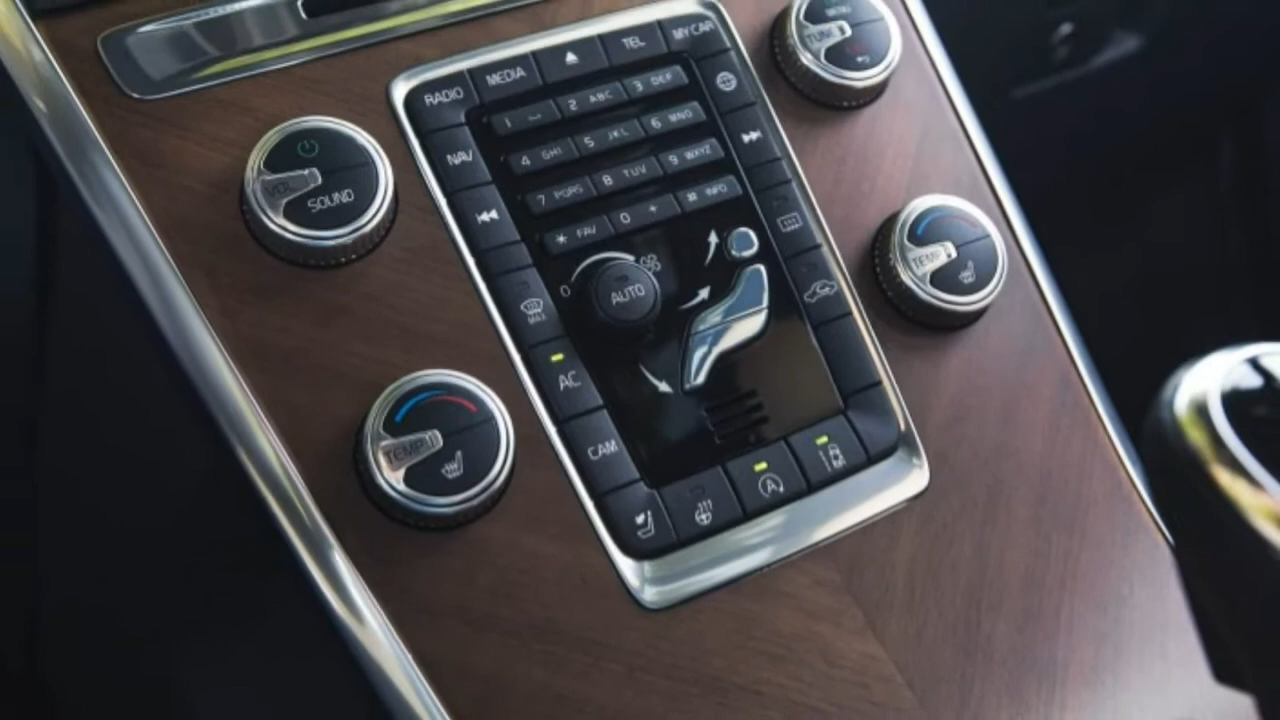 MENU
TUNE
RADIO
MEDIA
TEL
MY CAR
1
2 ABC
3 DEF
NAV
4 GHI
5 JKL
6 MNO
7 PQRS
8 TUV
9 WXYZ
* FAV
0 +
# INFO
VOL
SOUND
0
AUTO
MAX
AC
CAM
TEMP
TEMP
A